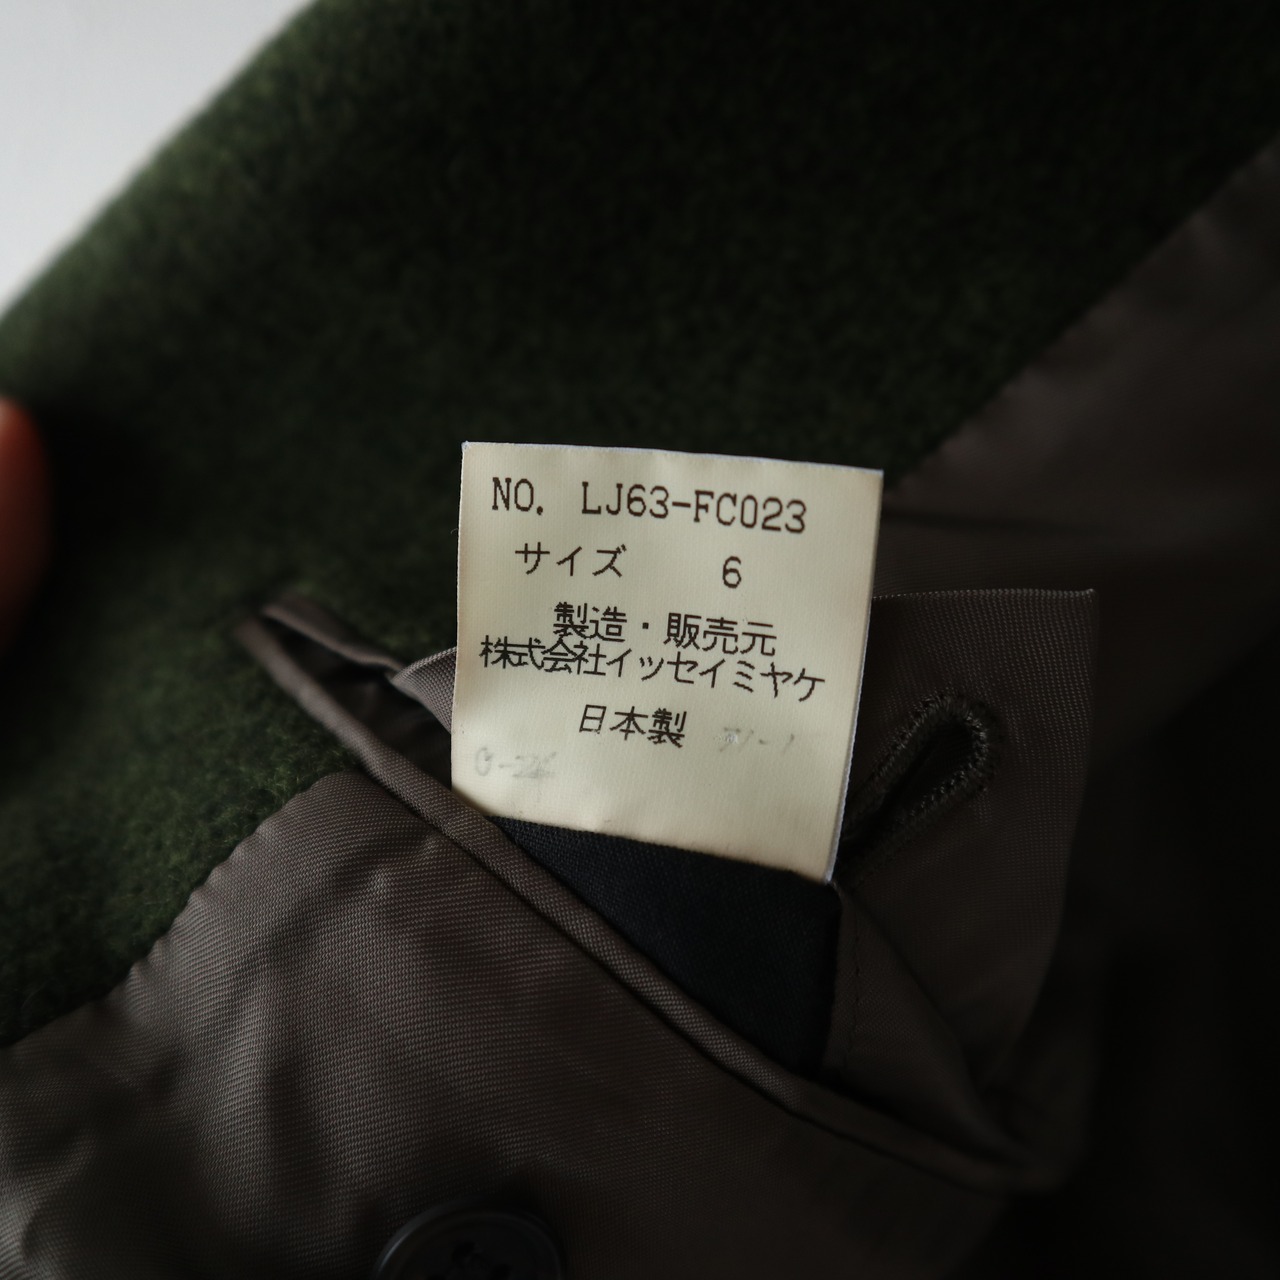 NO. LJ63-FC023
サイズ 6
製造・販売元
株式会社イッセイミヤケ
日本製